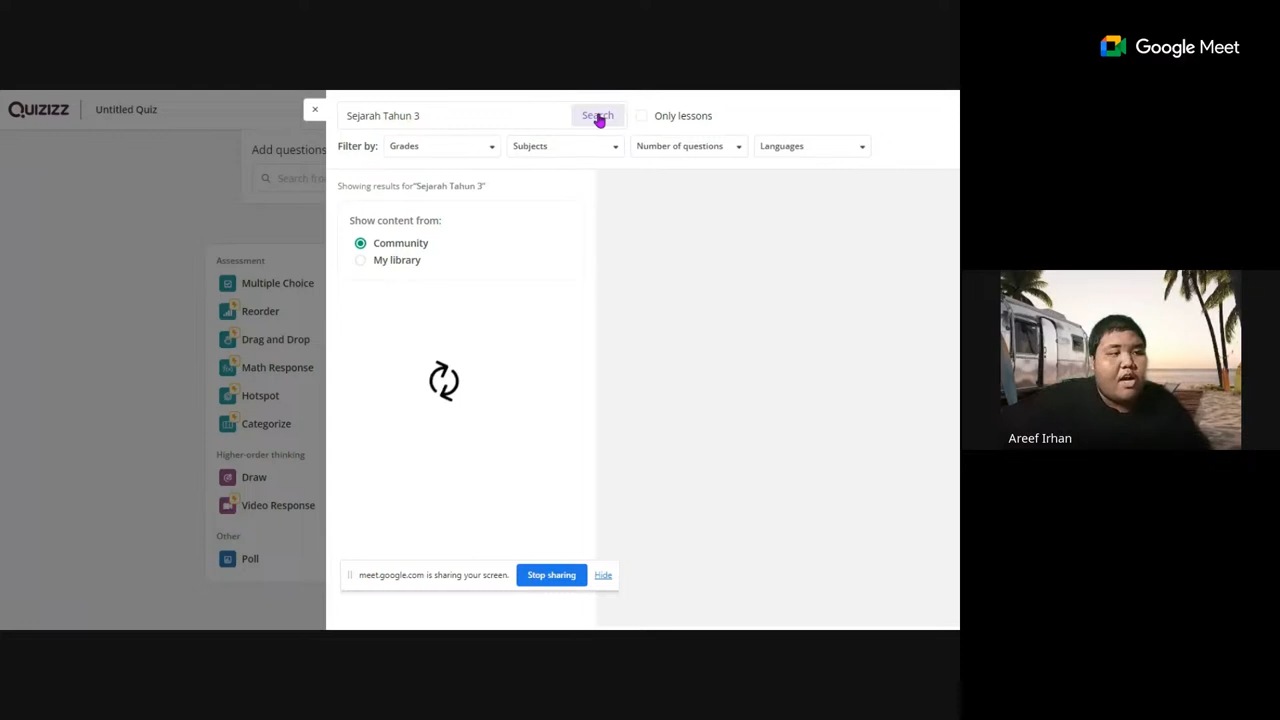 Google Meet
QUIZIZZ
Untitled Quiz
Sejarah Tahun 3
Search
Only lessons
Filter by:
Grades
Subjects
Number of questions
Languages
Add questions
Search fro
Showing results for"Sejarah Tahun 3"
Show content from:
Community
My library
Assessment
Multiple Choice
Reorder
Drag and Drop
Math Response
Hotspot
Categorize
Higher-order thinking
Draw
Video Response
Other
Poll
meet.google.com is sharing your screen.
Stop sharing
Hide
Areef Irhan